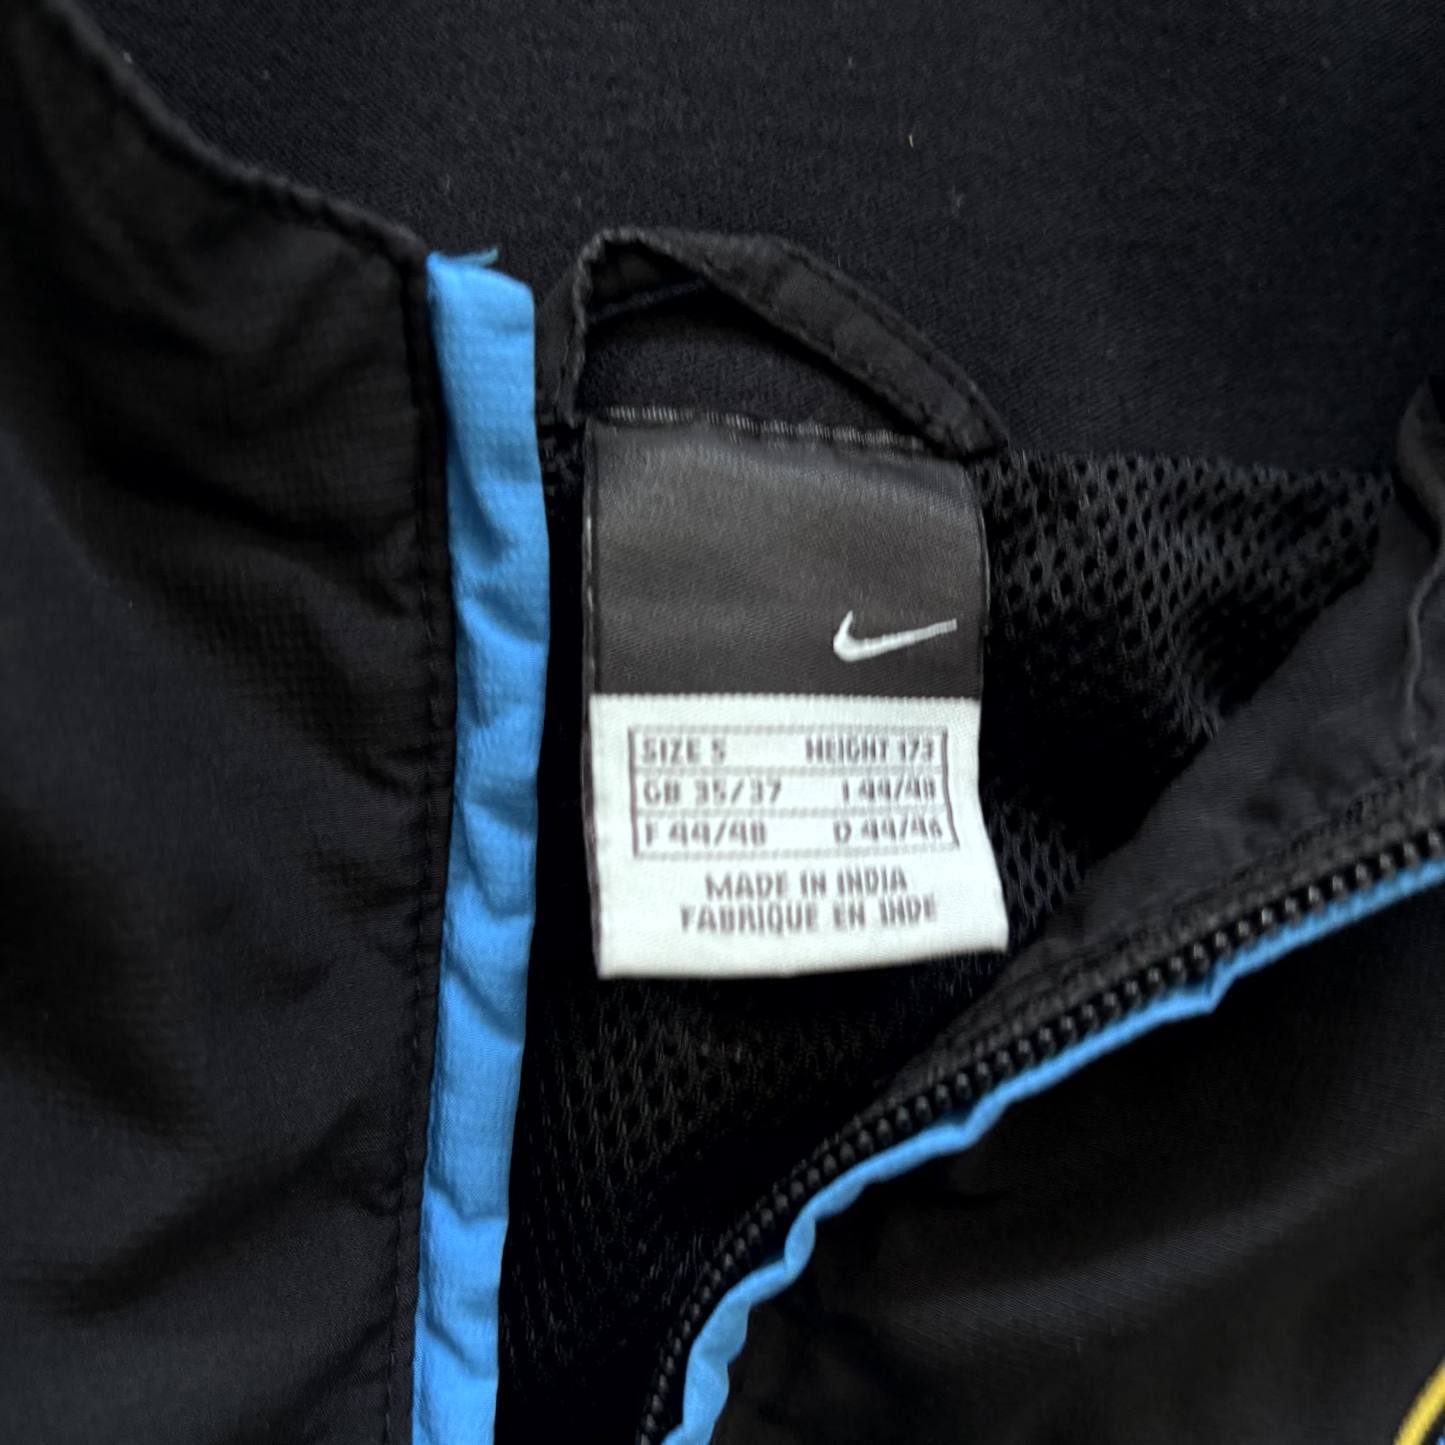 SIZE S HEIGHT 173
GB 35/37 I 44/48
F 44/48 D 44/46
MADE IN INDIA
FABRIQUE EN INDE